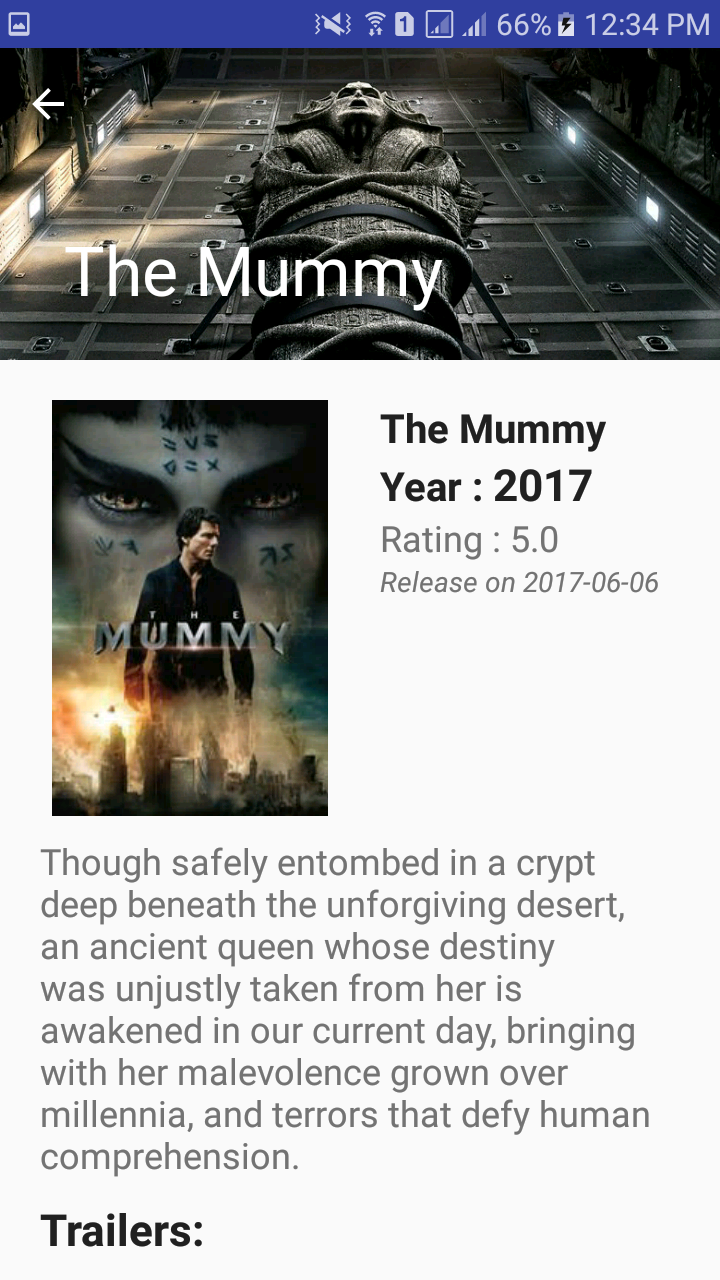 1 66% 12:34 PM
The Mummy
The Mummy
Year : 2017
Rating : 5.0
Release on 2017-06-06
THE
MUMMY
Though safely entombed in a crypt
deep beneath the unforgiving desert,
an ancient queen whose destiny
was unjustly taken from her is
awakened in our current day, bringing
with her malevolence grown over
millennia, and terrors that defy human
comprehension.
Trailers: